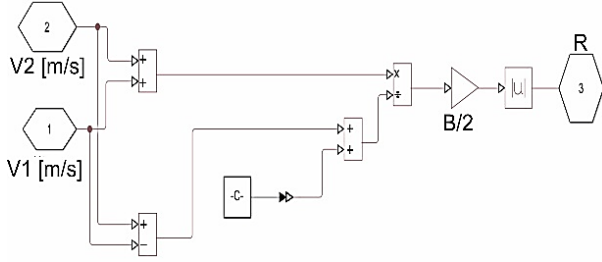 2
V2 [m/s]
+
+
1
V1 [m/s]
+
−
-C-
+
+
×
÷
B/2
|u|
R
3